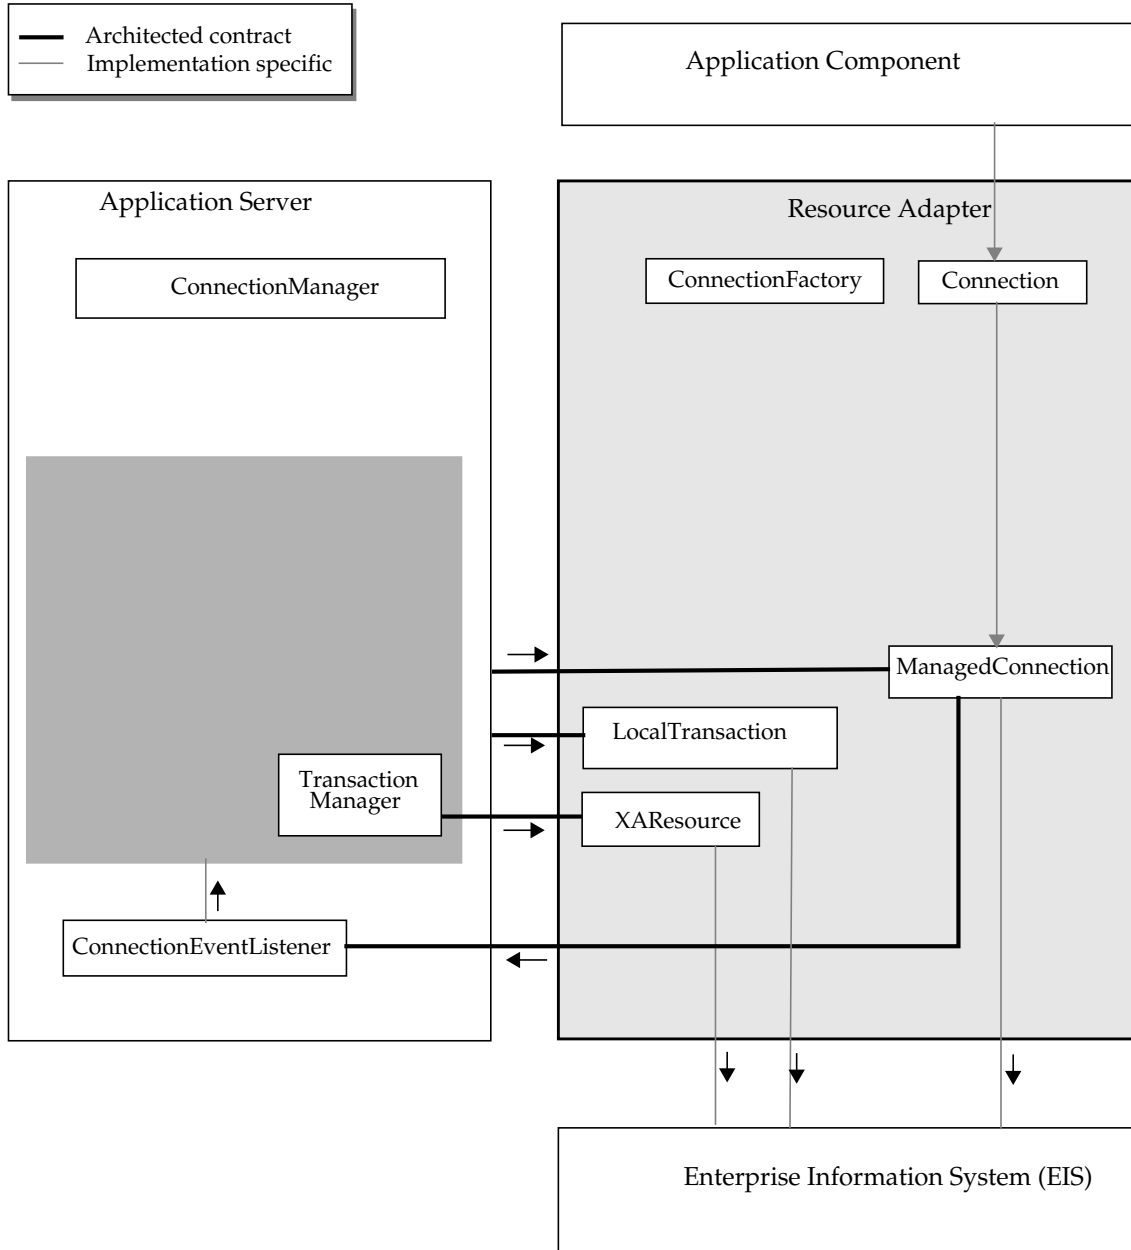 Architected contract
Implementation specific
Application Component
Application Server
Resource Adapter
ConnectionManager
ConnectionFactory
Connection
ManagedConnection
LocalTransaction
Transaction
Manager
XAResource
ConnectionEventListener
Enterprise Information System (EIS)